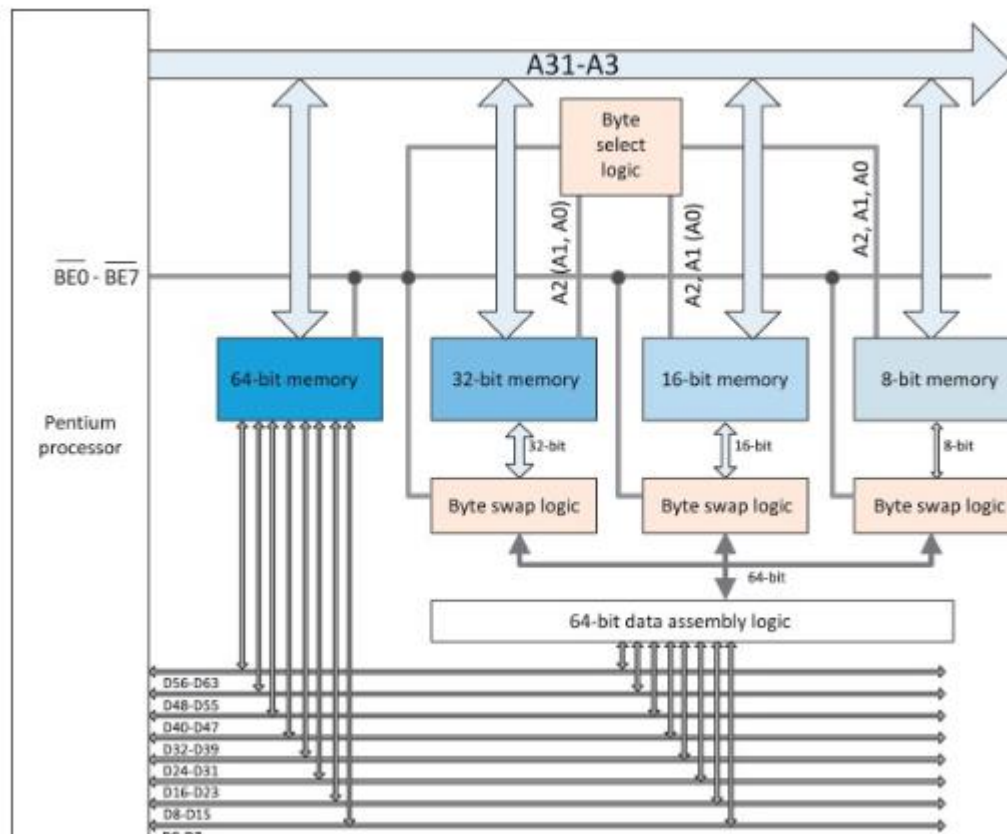 A31-A3
Byte
select
logic
A2 (A1, A0)
A2, A1 (A0)
A2, A1, A0
BE0 - BE7
64-bit memory
32-bit memory
16-bit memory
8-bit memory
Pentium
processor
32-bit
16-bit
8-bit
Byte swap logic
Byte swap logic
Byte swap logic
64-bit
64-bit data assembly logic
D56-D63
D48-D55
D40-D47
D32-D39
D24-D31
D16-D23
D8-D15